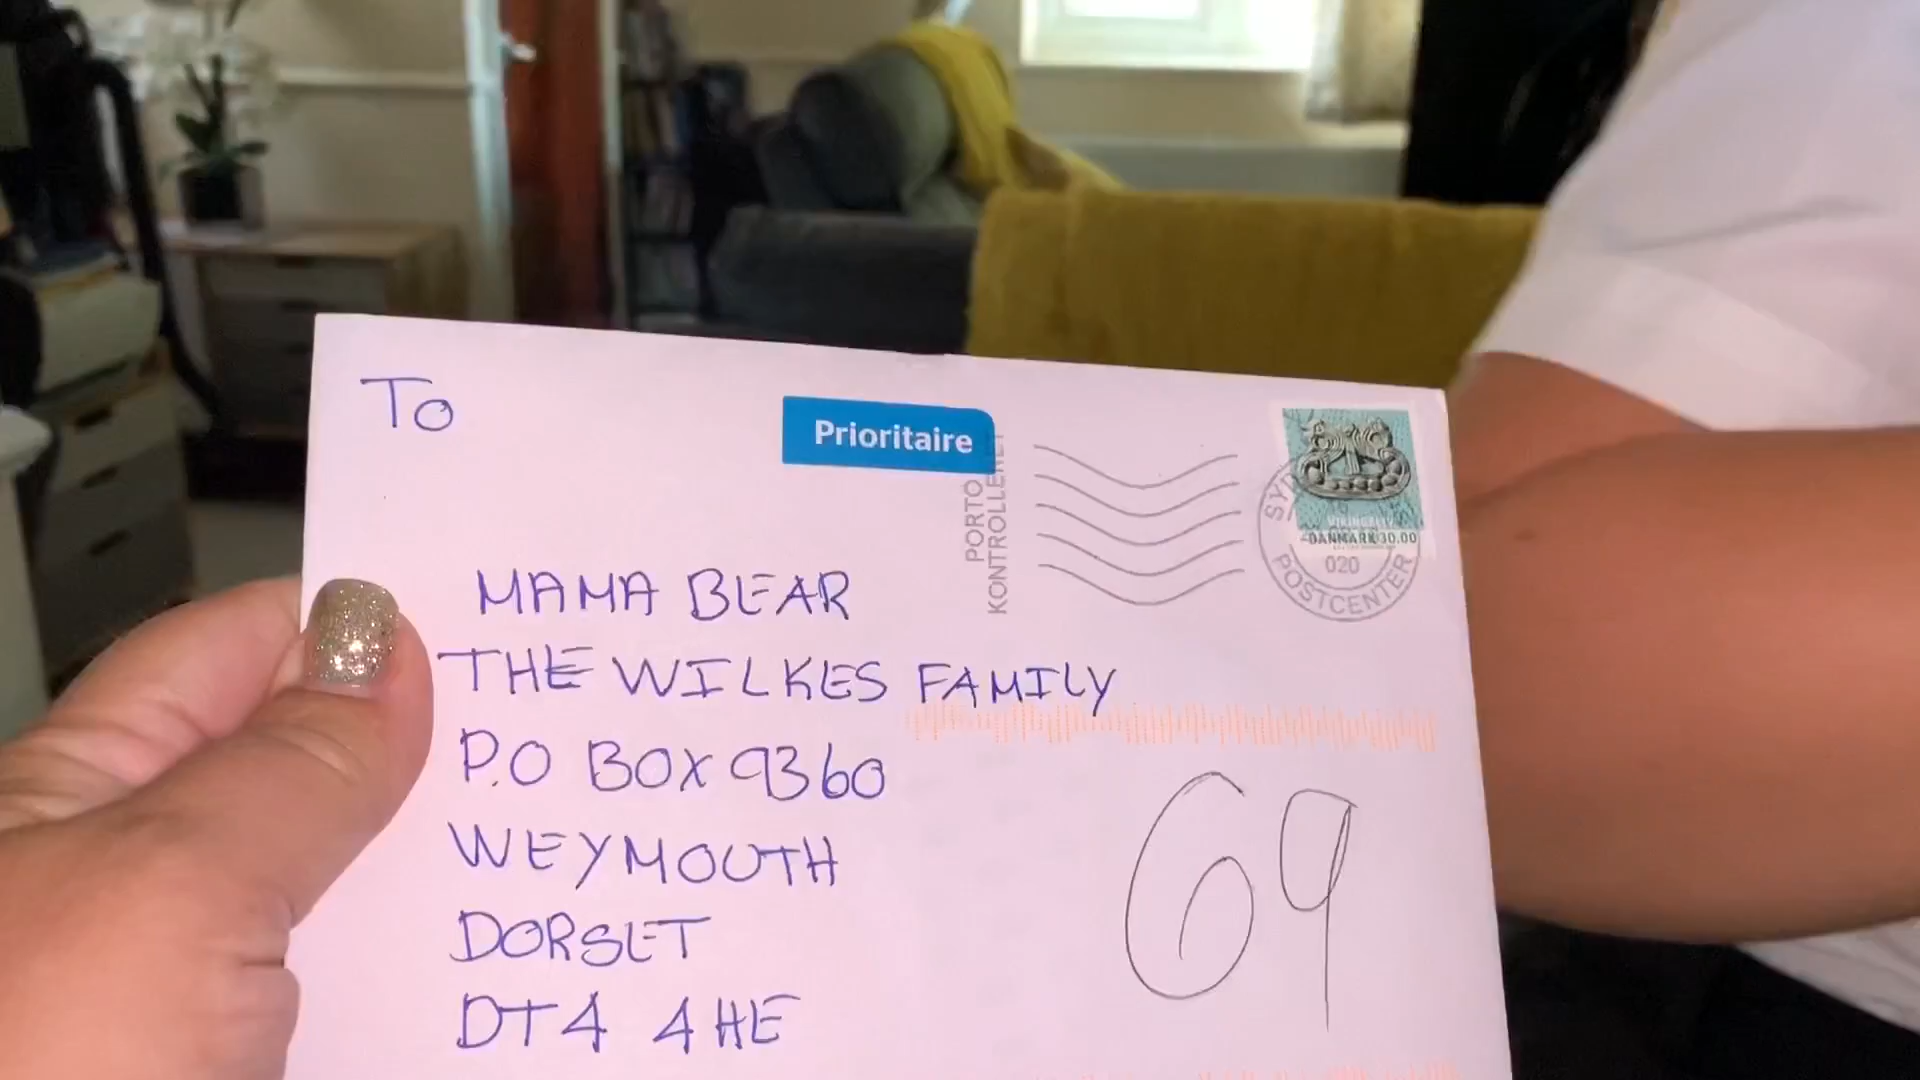 To
Prioritaire
PORTO
KONTROLLERET
DANMARK 30.00
020
POSTCENTER
MAMA BEAR
THE WILKES FAMILY
P.O BOX 9360
WEYMOUTH
DORSET
DT4 4HE
69